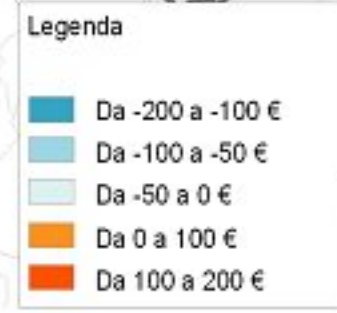 Legenda
Da -200 a -100 €
Da -100 a -50 €
Da -50 a 0 €
Da 0 a 100 €
Da 100 a 200 €